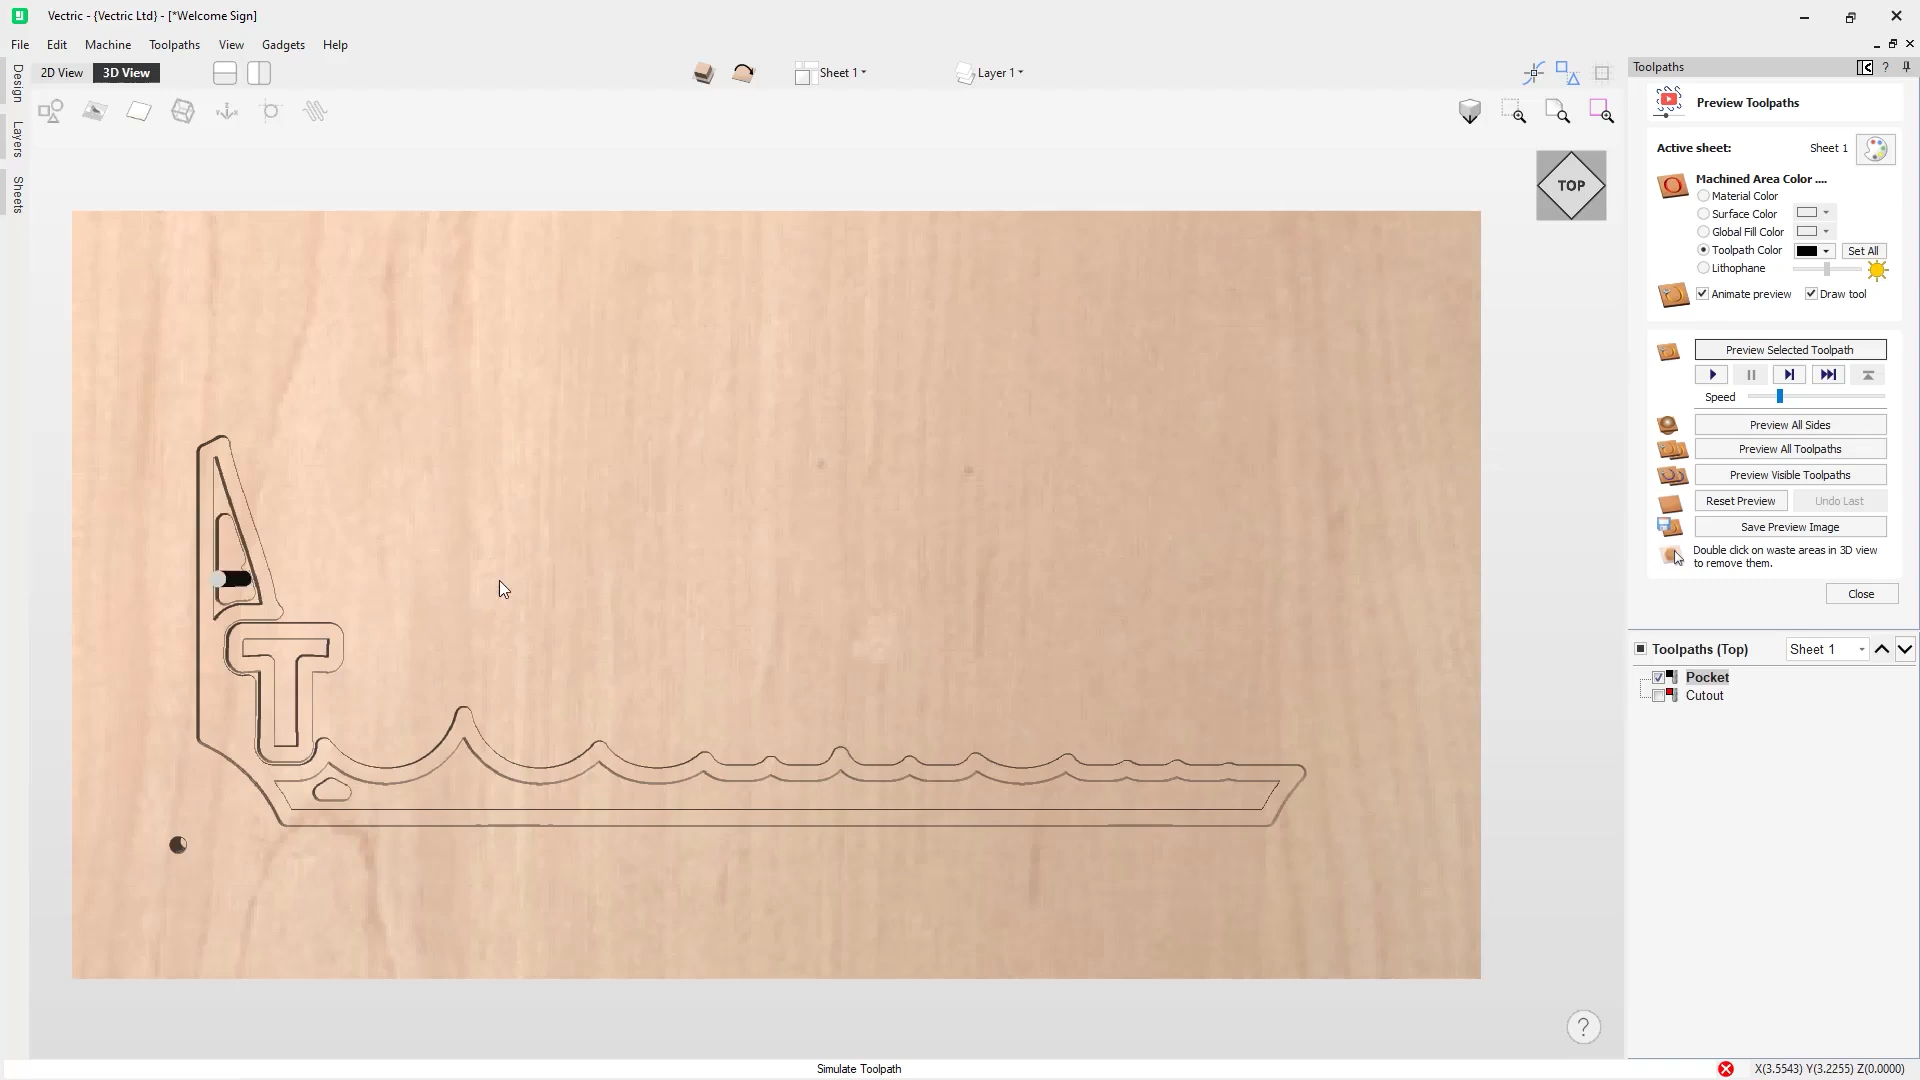 Vectric - {Vectric Ltd} - [*Welcome Sign]
File Edit Machine Toolpaths View Gadgets Help
2D View 3D View Sheet 1 Layer 1
Design
Layers
Sheets
TOP
T
Simulate Toolpath
Toolpaths
Preview Toolpaths
Active sheet: Sheet 1
Machined Area Color ....
Material Color
Surface Color
Global Fill Color
Toolpath Color Set All
Lithophane
Animate preview Draw tool
Preview Selected Toolpath
Speed
Preview All Sides
Preview All Toolpaths
Preview Visible Toolpaths
Reset Preview Undo Last
Save Preview Image
Double click on waste areas in 3D view
to remove them.
Close
Toolpaths (Top) Sheet 1
Pocket
Cutout
X(3.5543) Y(3.2255) Z(0.0000)